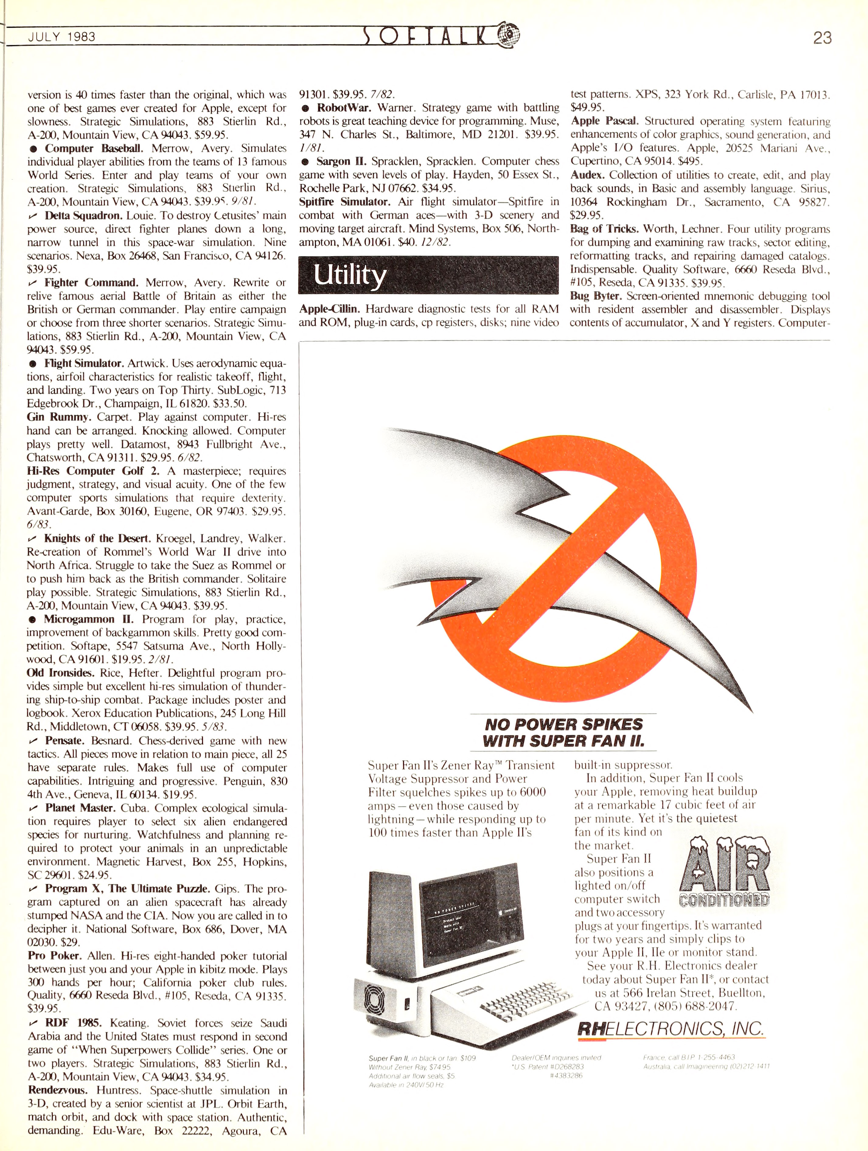 JULY 1983
SOFTALK
23
version is 40 times faster than the original, which was
one of best games ever created for Apple, except for
slowness. Strategic Simulations, 883 Stierlin Rd.,
A-200, Mountain View, CA 94043. $59.95.
● Computer Baseball. Merrow, Avery. Simulates
individual player abilities from the teams of 13 famous
World Series. Enter and play teams of your own
creation. Strategic Simulations, 883 Stierlin Rd.,
A-200, Mountain View, CA 94043. $39.95. 9/81.
✓ Delta Squadron. Louie. To destroy Cetusites' main
power source, direct fighter planes down a long,
narrow tunnel in this space-war simulation. Nine
scenarios. Nexa, Box 26468, San Francisco, CA 94126.
$39.95.
✓ Fighter Command. Merrow, Avery. Rewrite or
relive famous aerial Battle of Britain as either the
British or German commander. Play entire campaign
or choose from three shorter scenarios. Strategic Simu-
lations, 883 Stierlin Rd., A-200, Mountain View, CA
94043. $59.95.
● Flight Simulator. Artwick. Uses aerodynamic equa-
tions, airfoil characteristics for realistic takeoff, flight,
and landing. Two years on Top Thirty. SubLogic, 713
Edgebrook Dr., Champaign, IL 61820. $33.50.
Gin Rummy. Carpet. Play against computer. Hi-res
hand can be arranged. Knocking allowed. Computer
plays pretty well. Datamost, 8943 Fullbright Ave.,
Chatsworth, CA 91311. $29.95. 6/82.
Hi-Res Computer Golf 2. A masterpiece; requires
judgment, strategy, and visual acuity. One of the few
computer sports simulations that require dexterity.
Avant-Garde, Box 30160, Eugene, OR 97403. $29.95.
6/83.
✓ Knights of the Desert. Kroegel, Landrey, Walker.
Re-creation of Rommel's World War II drive into
North Africa. Struggle to take the Suez as Rommel or
to push him back as the British commander. Solitaire
play possible. Strategic Simulations, 883 Stierlin Rd.,
A-200, Mountain View, CA 94043. $39.95.
● Microgammon II. Program for play, practice,
improvement of backgammon skills. Pretty good com-
petition. Softape, 5547 Satsuma Ave., North Holly-
wood, CA 91601. $19.95. 2/81.
Old Ironsides. Rice, Hefter. Delightful program pro-
vides simple but excellent hi-res simulation of thunder-
ing ship-to-ship combat. Package includes poster and
logbook. Xerox Education Publications, 245 Long Hill
Rd., Middletown, CT 06058. $39.95. 5/83.
✓ Pensate. Besnard. Chess-derived game with new
tactics. All pieces move in relation to main piece, all 25
have separate rules. Makes full use of computer
capabilities. Intriguing and progressive. Penguin, 830
4th Ave., Geneva, IL 60134. $19.95.
✓ Planet Master. Cuba. Complex ecological simula-
tion requires player to select six alien endangered
species for nurturing. Watchfulness and planning re-
quired to protect your animals in an unpredictable
environment. Magnetic Harvest, Box 255, Hopkins,
SC 29601. $24.95.
✓ Program X, The Ultimate Puzzle. Gips. The pro-
gram captured on an alien spacecraft has already
stumped NASA and the CIA. Now you are called in to
decipher it. National Software, Box 686, Dover, MA
02030. $29.
Pro Poker. Allen. Hi-res eight-handed poker tutorial
between just you and your Apple in kibitz mode. Plays
300 hands per hour; California poker club rules.
Quality, 6660 Reseda Blvd., #105, Reseda, CA 91335.
$39.95.
✓ RDF 1985. Keating. Soviet forces seize Saudi
Arabia and the United States must respond in second
game of "When Superpowers Collide" series. One or
two players. Strategic Simulations, 883 Stierlin Rd.,
A-200, Mountain View, CA 94043. $34.95.
Rendezvous. Huntress. Space-shuttle simulation in
3-D, created by a senior scientist at JPL. Orbit Earth,
match orbit, and dock with space station. Authentic,
demanding. Edu-Ware, Box 22222, Agoura, CA
91301. $39.95. 7/82.
● RobotWar. Warner. Strategy game with battling
robots is great teaching device for programming. Muse,
347 N. Charles St., Baltimore, MD 21201. $39.95.
1/81.
● Sargon II. Spracklen, Spracklen. Computer chess
game with seven levels of play. Hayden, 50 Essex St.,
Rochelle Park, NJ 07662. $34.95.
Spitfire Simulator. Air flight simulator—Spitfire in
combat with German aces—with 3-D scenery and
moving target aircraft. Mind Systems, Box 506, North-
ampton, MA 01061. $40. 12/82.
Utility
Apple-Cillin. Hardware diagnostic tests for all RAM
and ROM, plug-in cards, cp registers, disks; nine video
test patterns. XPS, 323 York Rd., Carlisle, PA 17013.
$49.95.
Apple Pascal. Structured operating system featuring
enhancements of color graphics, sound generation, and
Apple's I/O features. Apple, 20525 Mariani Ave.,
Cupertino, CA 95014. $495.
Audex. Collection of utilities to create, edit, and play
back sounds, in Basic and assembly language. Sirius,
10364 Rockingham Dr., Sacramento, CA 95827.
$29.95.
Bag of Tricks. Worth, Lechner. Four utility programs
for dumping and examining raw tracks, sector editing,
reformatting tracks, and repairing damaged catalogs.
Indispensable. Quality Software, 6660 Reseda Blvd.,
#105, Reseda, CA 91335. $39.95.
Bug Byter. Screen-oriented mnemonic debugging tool
with resident assembler and disassembler. Displays
contents of accumulator, X and Y registers. Computer-
NO POWER SPIKES
WITH SUPER FAN II.
Super Fan II's Zener Ray™ Transient
Voltage Suppressor and Power
Filter squelches spikes up to 6000
amps—even those caused by
lightning—while responding up to
100 times faster than Apple II's
built-in suppressor.
In addition, Super Fan II cools
your Apple, removing heat buildup
at a remarkable 17 cubic feet of air
per minute. Yet it's the quietest
fan of its kind on
the market.
Super Fan II
also positions a
lighted on/off
computer switch
and two accessory
plugs at your fingertips. It's warranted
for two years and simply clips to
your Apple II, IIe or monitor stand.
See your R.H. Electronics dealer
today about Super Fan II*, or contact
us at 566 Irelan Street, Buellton,
CA 93427, (805) 688-2047.
AIR
CONDITIONED
RH ELECTRONICS, INC.
Super Fan II, in black or tan $109
Without Zener Ray, $74.95
Additional air flow seals, $5
Available in 240V/50 Hz
Dealer/OEM inquiries invited
*U.S. Patent #D268283
#4383286
France, call B.I.P. 1-255-4463
Australia, call Imagineering (02)212-1411